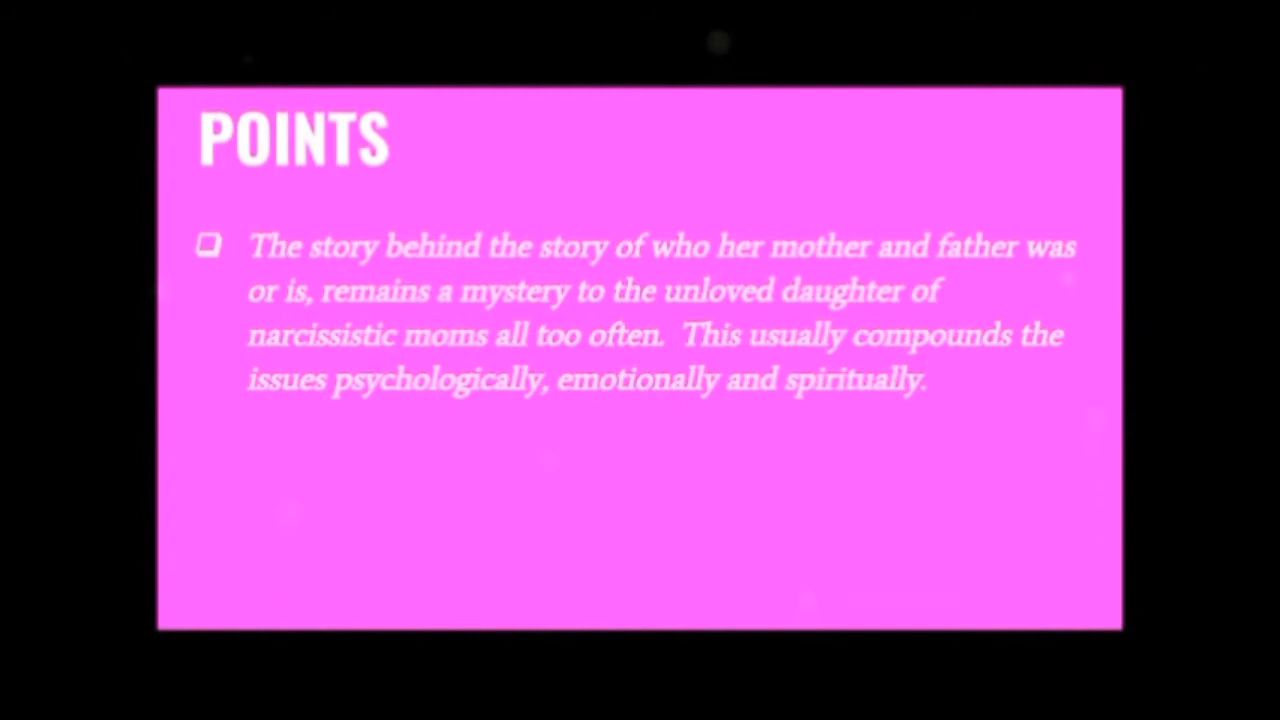 POINTS
The story behind the story of who her mother and father was
or is, remains a mystery to the unloved daughter of
narcissistic moms all too often.  This usually compounds the
issues psychologically, emotionally and spiritually.